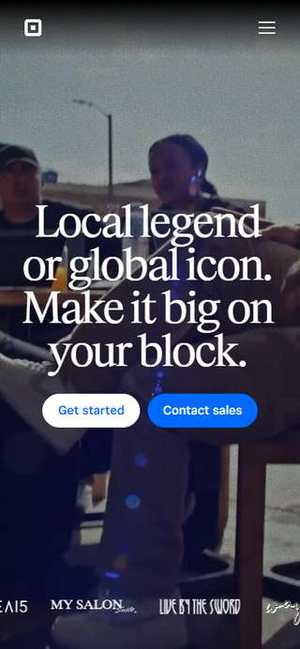 Local legend
or global icon.
Make it big on
your block.
Get started
Contact sales
MY SALON
LIVE BY THE SWORD